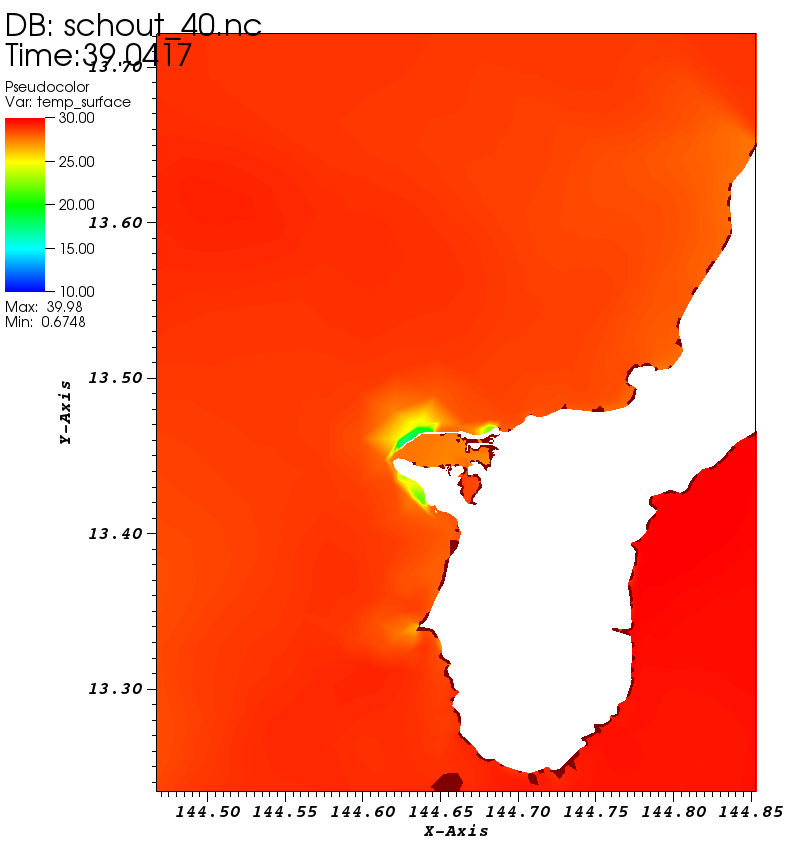 DB: schout_40.nc
Time:39.0417
Pseudocolor
Var: temp_surface
30.00
25.00
20.00
15.00
10.00
Max: 39.98
Min: 0.6748
13.70
13.60
13.50
13.40
13.30
Y-Axis
144.50 144.55 144.60 144.65 144.70 144.75 144.80 144.85
X-Axis